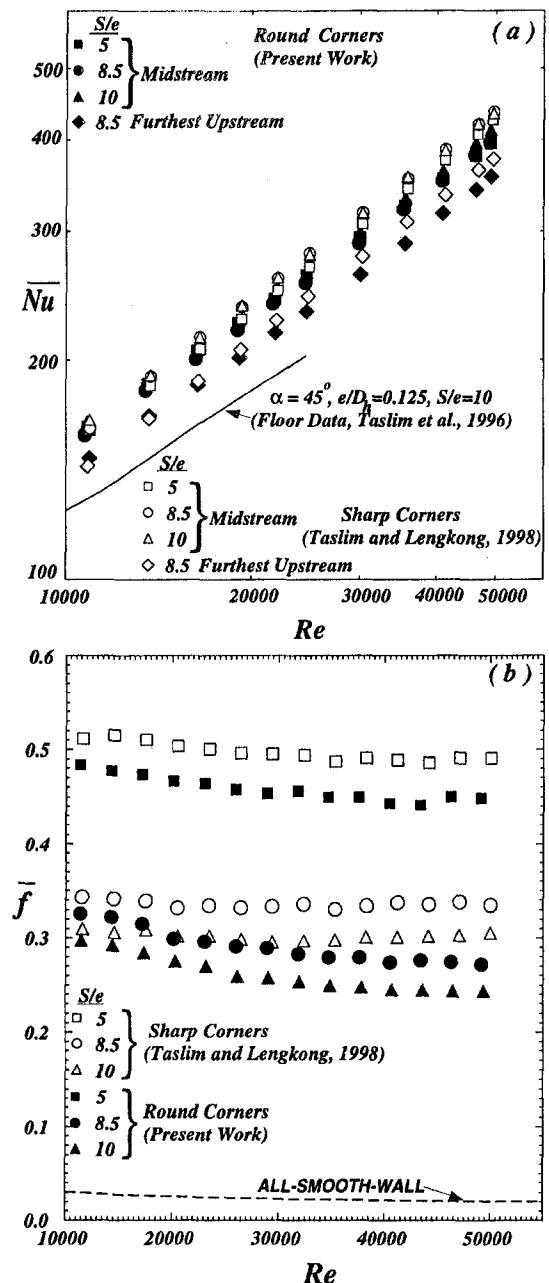 (a)
S/e
5
8.5
10
Midstream
8.5 Furthest Upstream
Round Corners
(Present Work)
500
400
300
200
100
Nu
α = 45°, e/Dh=0.125, S/e=10
(Floor Data, Taslim et al., 1996)
S/e
5
8.5
10
Midstream
8.5 Furthest Upstream
Sharp Corners
(Taslim and Lengkong, 1998)
10000 20000 30000 40000 50000
Re
(b)
0.6
0.5
0.4
0.3
0.2
0.1
0.0
f
S/e
5
8.5
10
Sharp Corners
(Taslim and Lengkong, 1998)
5
8.5
10
Round Corners
(Present Work)
ALL-SMOOTH-WALL
10000 20000 30000 40000 50000
Re